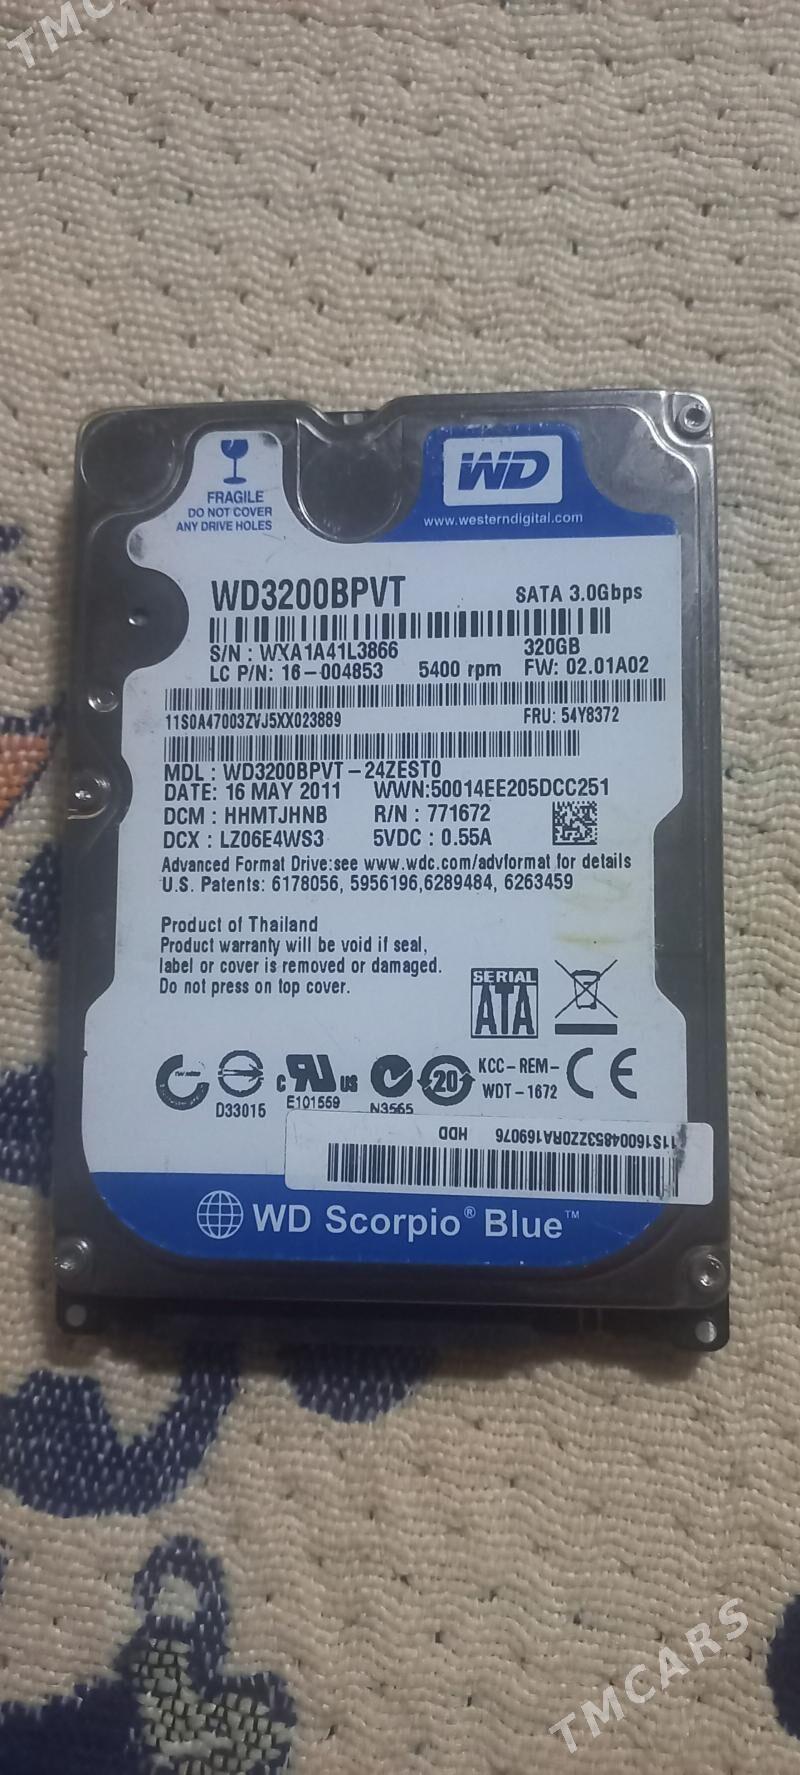 TMCARS
FRAGILE
DO NOT COVER
ANY DRIVE HOLES
WD
www.westerndigital.com
WD3200BPVT SATA 3.0Gbps
S/N : WXA1A41L3866 320GB
LC P/N: 16-004853 5400 rpm FW: 02.01A02
11S0A47003ZVJ5XX023889 FRU: 54Y8372
MDL : WD3200BPVT-24ZEST0
DATE: 16 MAY 2011 WWN:50014EE205DCC251
DCM : HHMTJHNB R/N : 771672
DCX : LZ06E4WS3 5VDC : 0.55A
Advanced Format Drive:see www.wdc.com/advformat for details
U.S. Patents: 6178056, 5956196,6289484, 6263459
Product of Thailand
Product warranty will be void if seal,
label or cover is removed or damaged.
Do not press on top cover.
SERIAL
ATA
D33015
c RU us
E101559
N3565
20
KCC-REM-
WDT-1672
CE
11S16004853ZZ0RA169076 HDD
WD Scorpio® Blue™
TMCARS